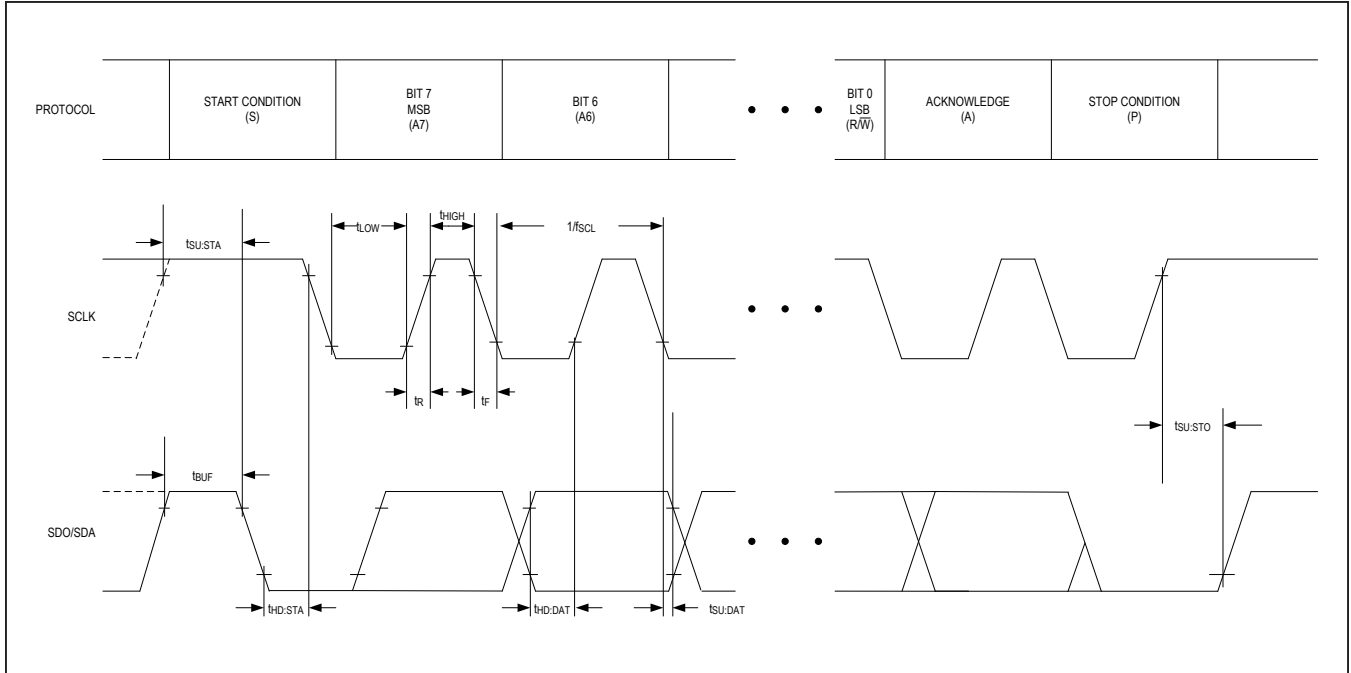 PROTOCOL
START CONDITION
(S)
BIT 7
MSB
(A7)
BIT 6
(A6)
• • •
BIT 0
LSB
(R/W̅)
ACKNOWLEDGE
(A)
STOP CONDITION
(P)
tSU:STA
tLOW
tHIGH
1/fSCL
SCLK
tR
tF
tSU:STO
tBUF
SDO/SDA
tHD:STA
tHD:DAT
tSU:DAT